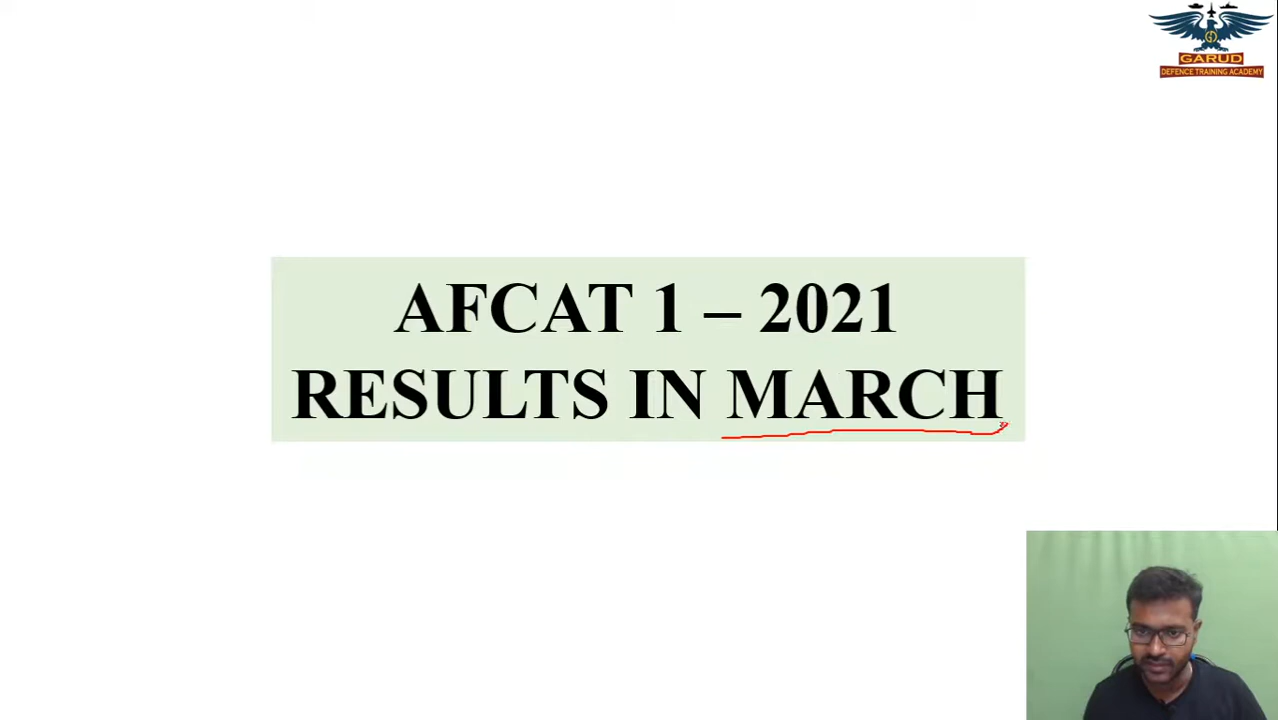 GARUD
DEFENCE TRAINING ACADEMY
AFCAT 1 – 2021
RESULTS IN MARCH